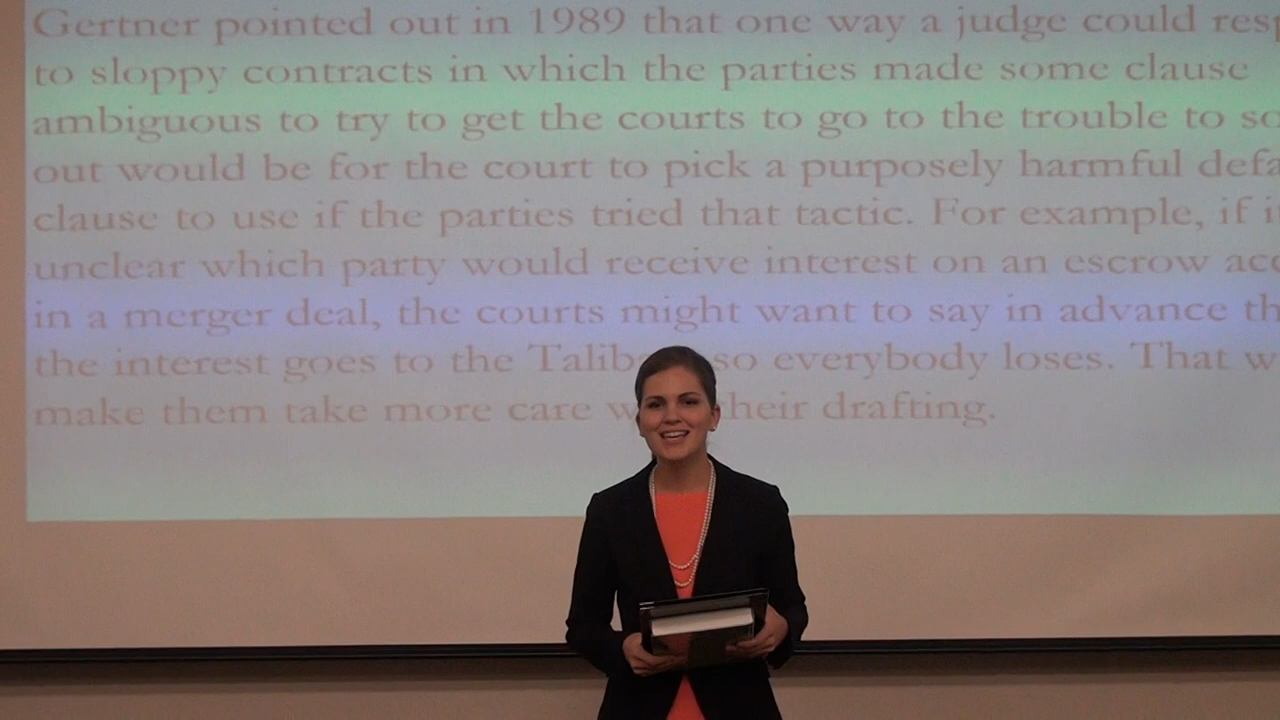 Gertner pointed out in 1989 that one way a judge could resp
to sloppy contracts in which the parties made some clause
ambiguous to try to get the courts to go to the trouble to so
out would be for the court to pick a purposely harmful defa
clause to use if the parties tried that tactic. For example, if i
unclear which party would receive interest on an escrow acc
in a merger deal, the courts might want to say in advance th
the interest goes to the Talib so everybody loses. That w
make them take more care w their drafting.